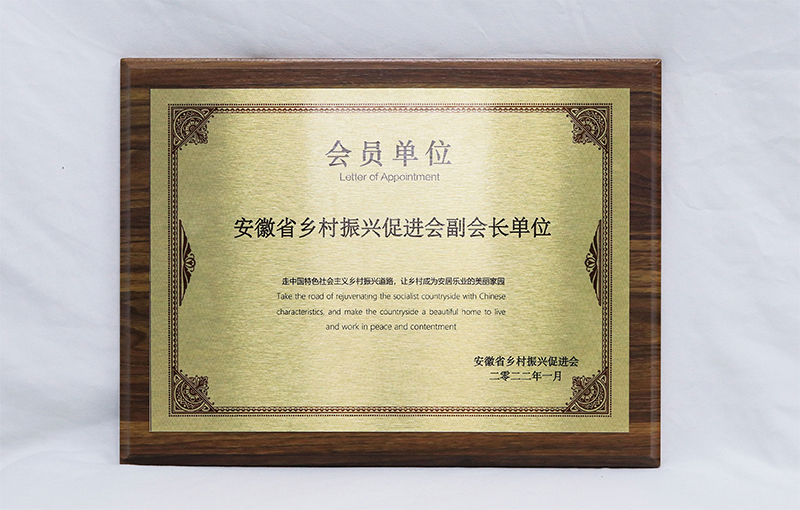 会员单位
Letter of Appointment
安徽省乡村振兴促进会副会长单位
走中国特色社会主义乡村振兴道路，让乡村成为安居乐业的美丽家园
Take the road of rejuvenating the socialist countryside with Chinese
characteristics, and make the countryside a beautiful home to live
and work in peace and contentment
安徽省乡村振兴促进会
二零二二年一月